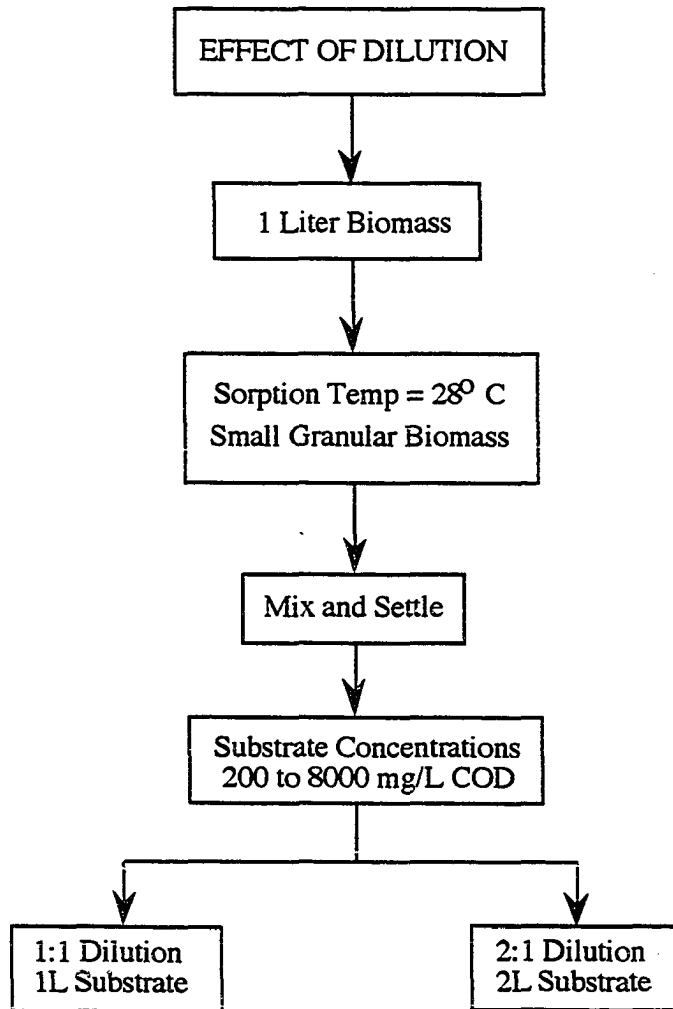 EFFECT OF DILUTION
1 Liter Biomass
Sorption Temp = 28° C
Small Granular Biomass
Mix and Settle
Substrate Concentrations
200 to 8000 mg/L COD
1:1 Dilution
1L Substrate
2:1 Dilution
2L Substrate